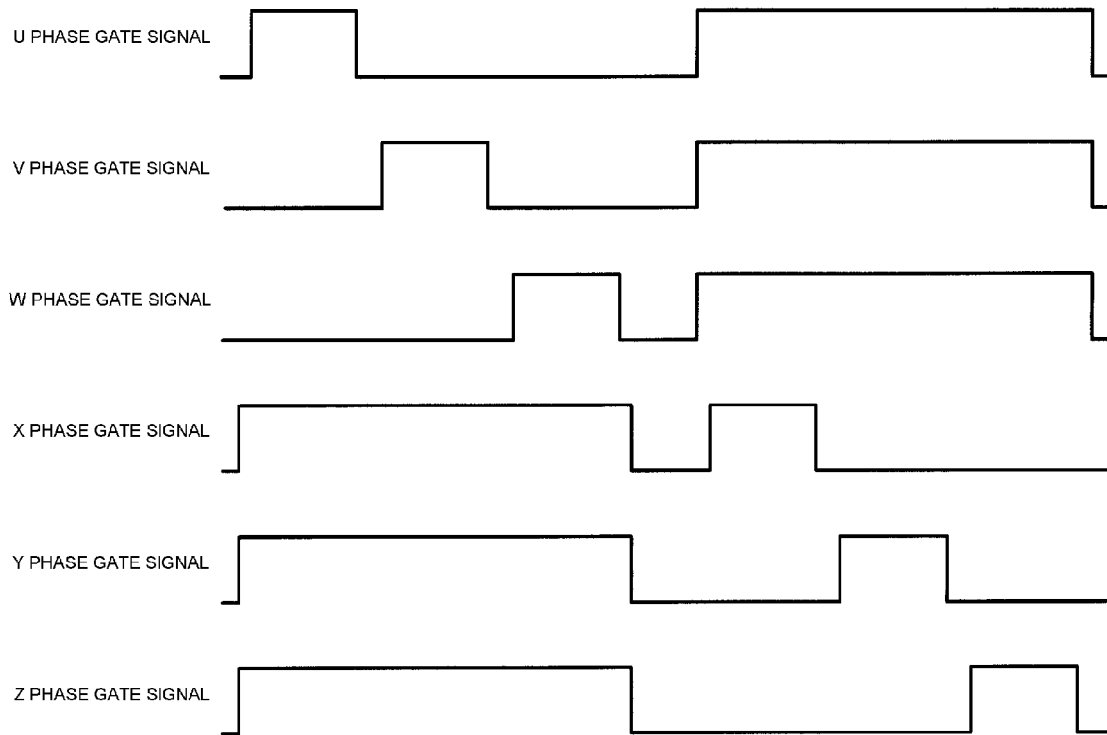 U PHASE GATE SIGNAL
V PHASE GATE SIGNAL
W PHASE GATE SIGNAL
X PHASE GATE SIGNAL
Y PHASE GATE SIGNAL
Z PHASE GATE SIGNAL